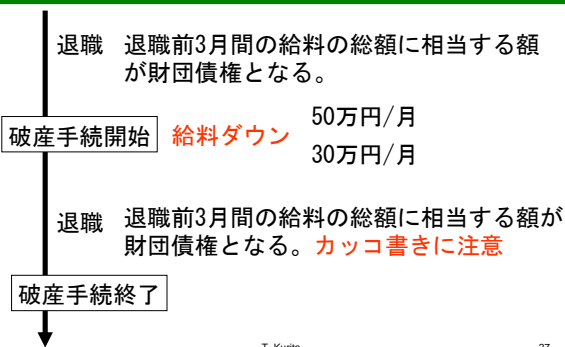 退職 退職前3月間の給料の総額に相当する額
が財団債権となる。
破産手続開始
給料ダウン
50万円/月
30万円/月
退職 退職前3月間の給料の総額に相当する額が
財団債権となる。カッコ書きに注意
破産手続終了